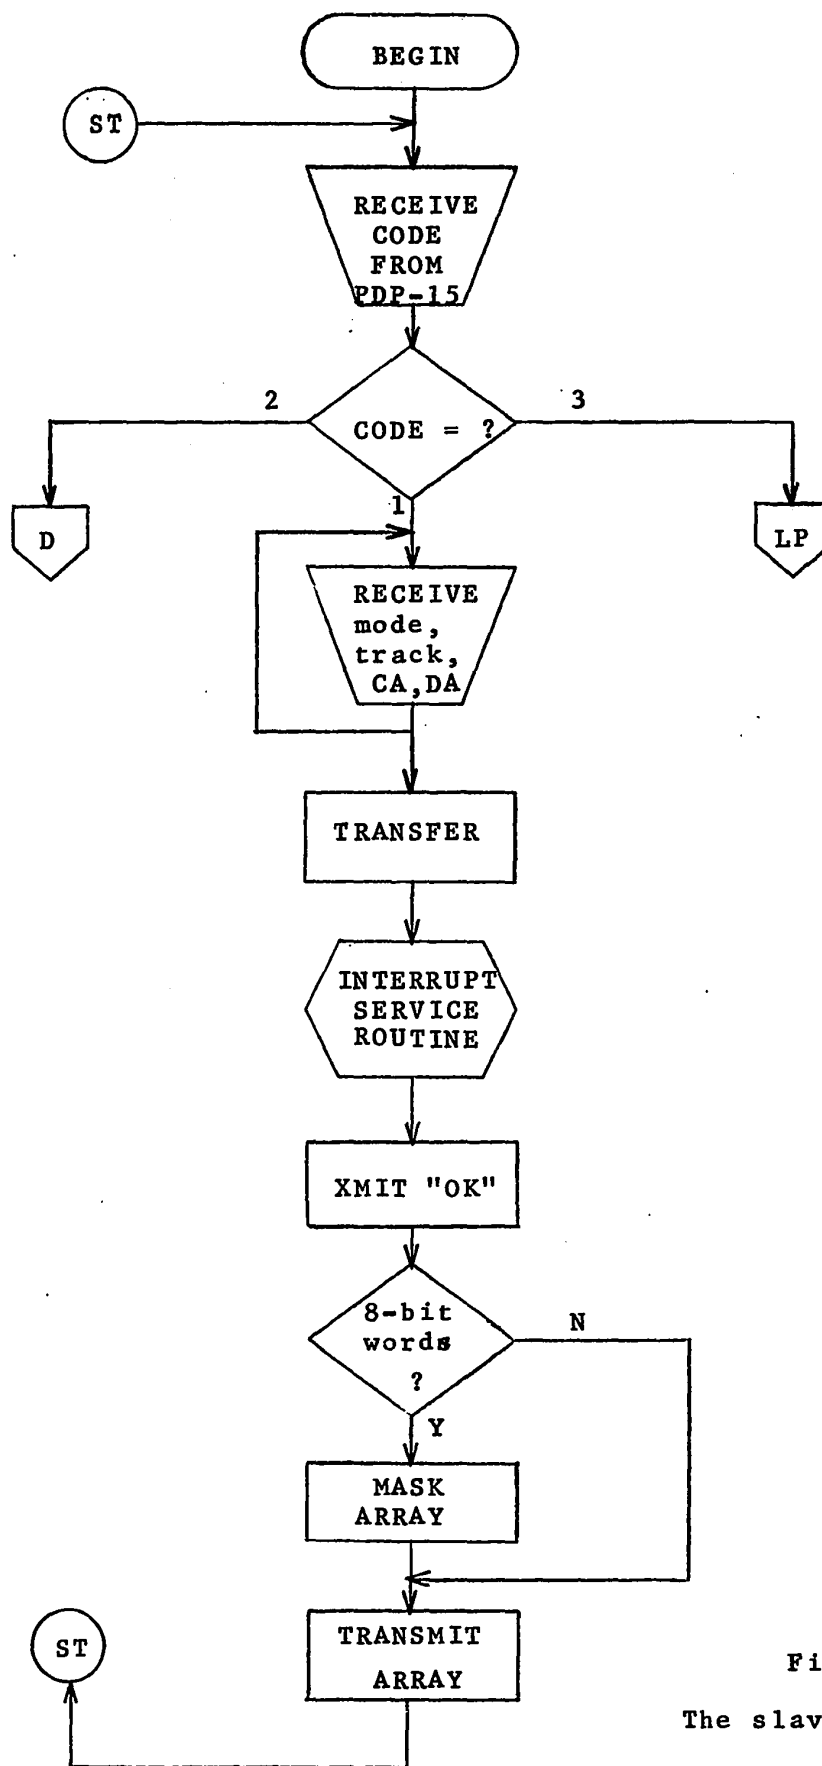 BEGIN
ST
RECEIVE
CODE
FROM
PDP-15
2
3
CODE = ?
1
D
LP
RECEIVE
mode,
track,
CA,DA
TRANSFER
INTERRUPT
SERVICE
ROUTINE
XMIT "OK"
8-bit
words
?
N
Y
MASK
ARRAY
TRANSMIT
ARRAY
ST
Fi
The slav